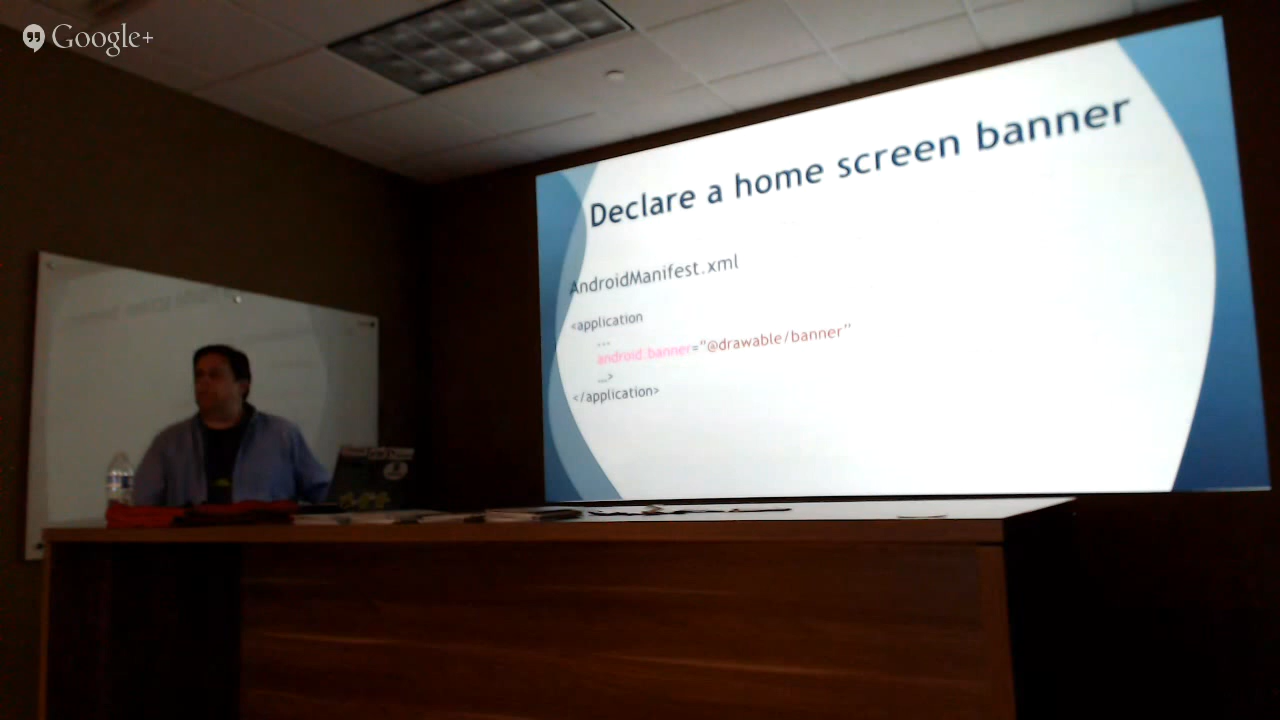 Google+
Declare a home screen banner
AndroidManifest.xml
<application
...
android:banner="@drawable/banner"
...>
</application>